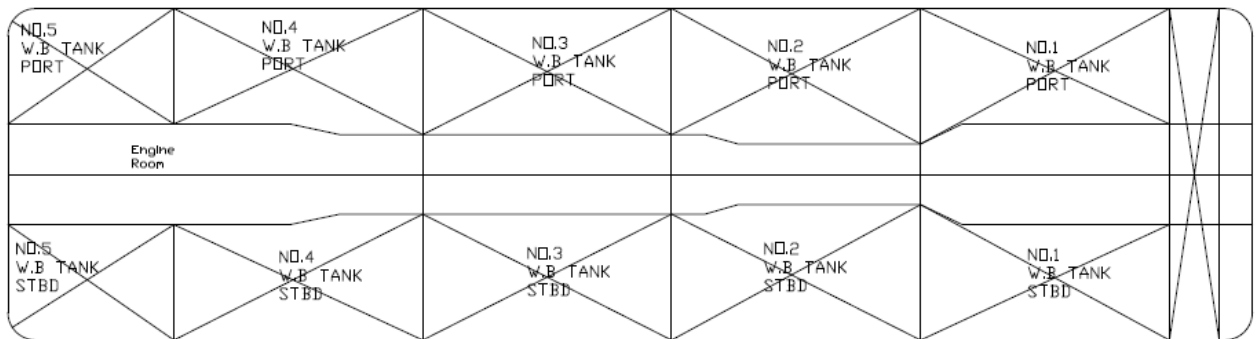 NO.5
W.B TANK
PORT
NO.4
W.B TANK
PORT
NO.3
W.B TANK
PORT
NO.2
W.B TANK
PORT
NO.1
W.B TANK
PORT
Engine
Room
NO.5
W.B TANK
STBD
NO.4
W.B TANK
STBD
NO.3
W.B TANK
STBD
NO.2
W.B TANK
STBD
NO.1
W.B TANK
STBD